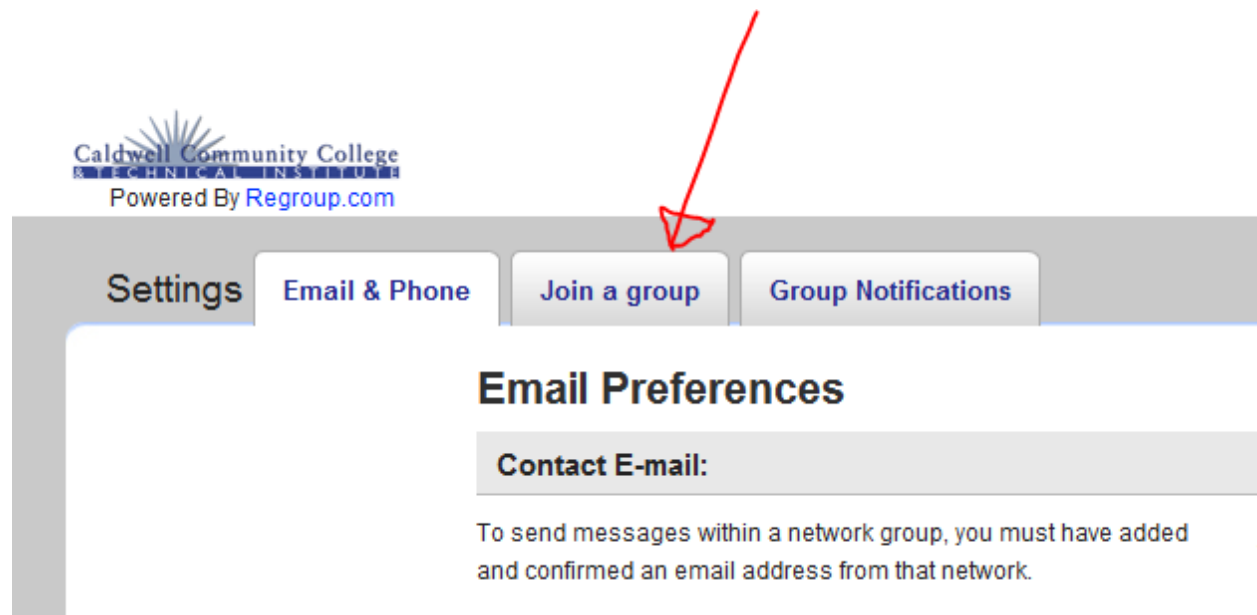 Caldwell Community College
& TECHNICAL INSTITUTE
Powered By Regroup.com
Settings Email & Phone Join a group Group Notifications
Email Preferences
Contact E-mail:
To send messages within a network group, you must have added
and confirmed an email address from that network.